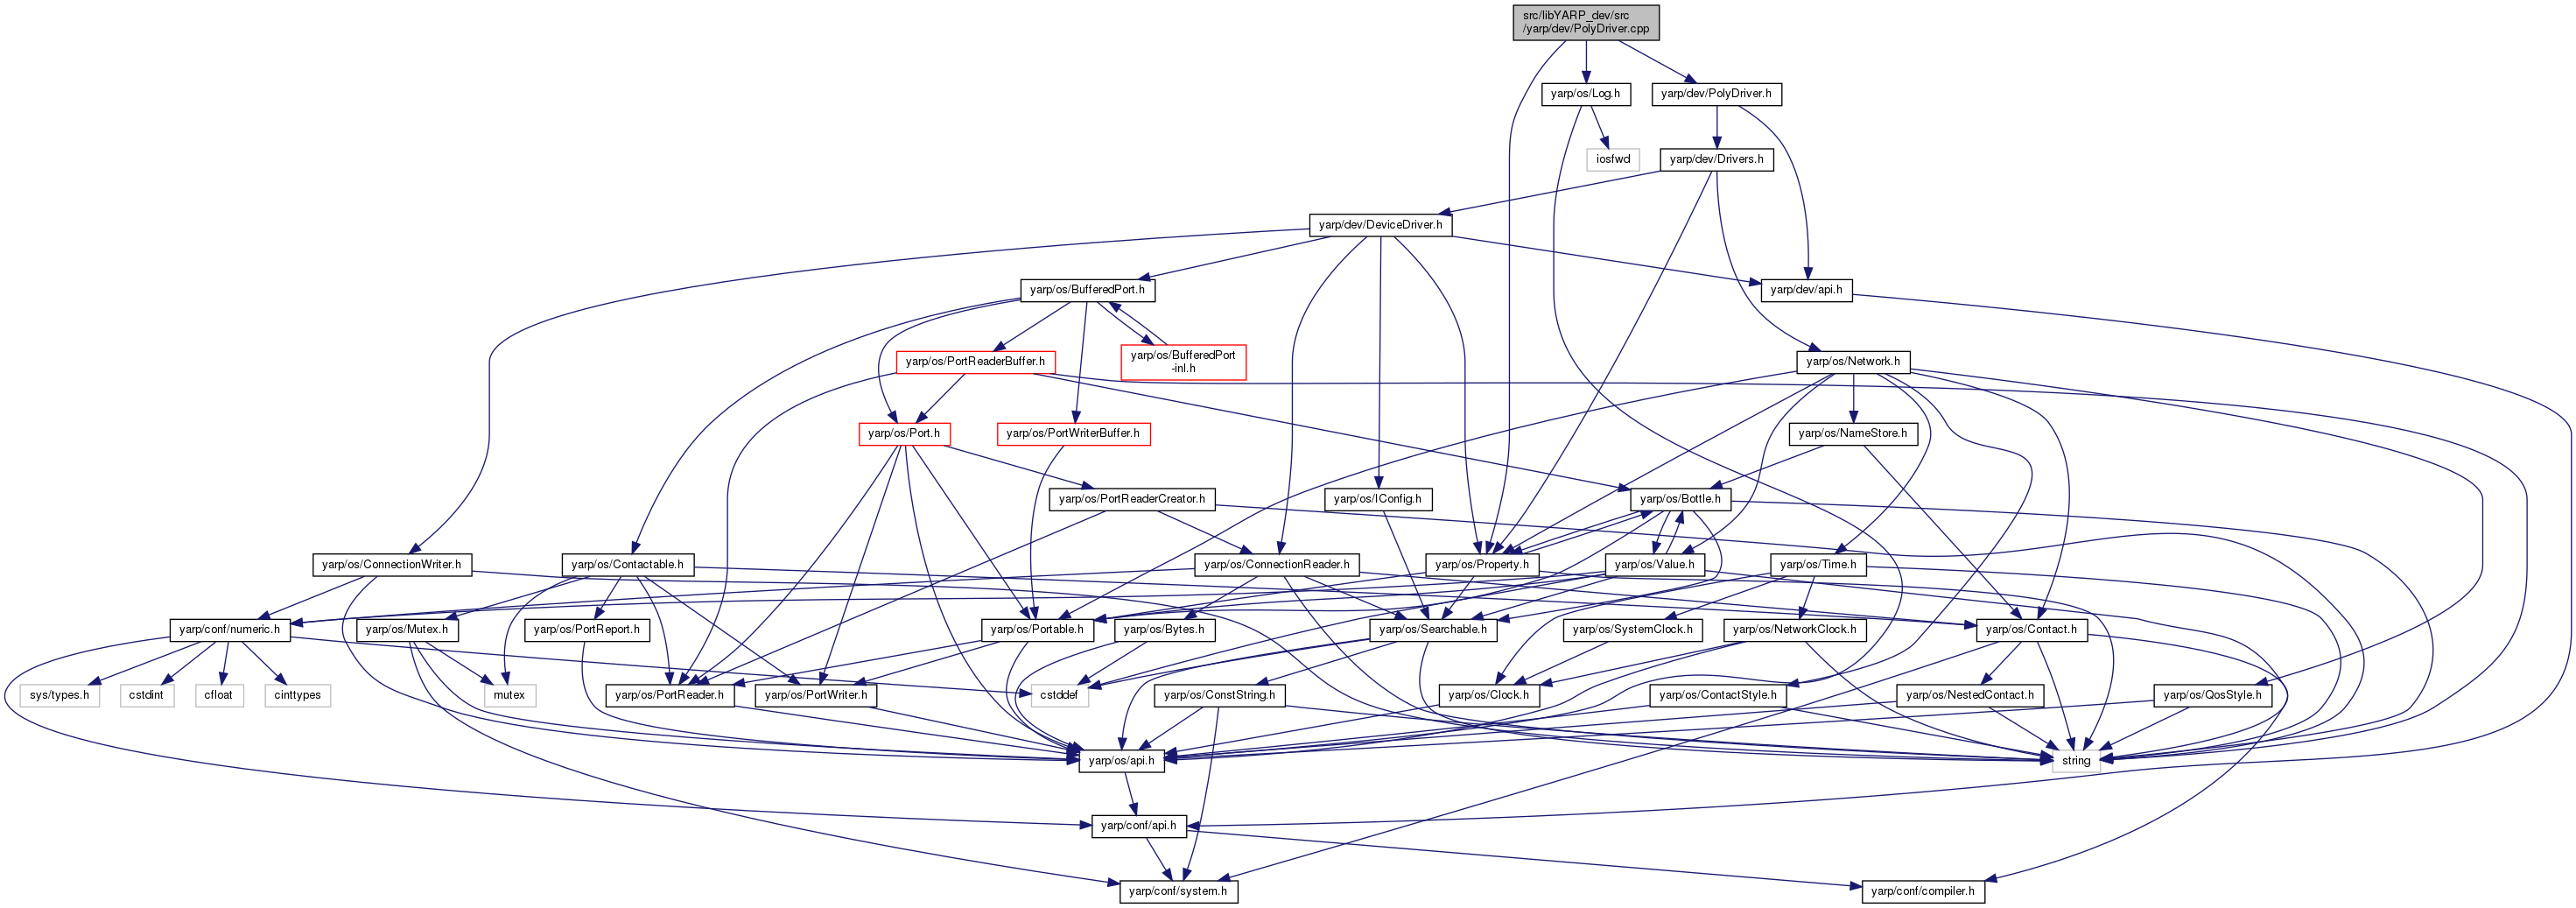 src/libYARP_dev/src
/yarp/dev/PolyDriver.cpp
yarp/os/Log.h
yarp/dev/PolyDriver.h
iosfwd
yarp/dev/Drivers.h
yarp/dev/DeviceDriver.h
yarp/os/BufferedPort.h
yarp/dev/api.h
yarp/os/PortReaderBuffer.h
yarp/os/BufferedPort
-inl.h
yarp/os/Network.h
yarp/os/Port.h
yarp/os/PortWriterBuffer.h
yarp/os/NameStore.h
yarp/os/PortReaderCreator.h
yarp/os/IConfig.h
yarp/os/Bottle.h
yarp/os/ConnectionWriter.h
yarp/os/Contactable.h
yarp/os/ConnectionReader.h
yarp/os/Property.h
yarp/os/Value.h
yarp/os/Time.h
yarp/conf/numeric.h
yarp/os/Mutex.h
yarp/os/PortReport.h
yarp/os/Portable.h
yarp/os/Bytes.h
yarp/os/Searchable.h
yarp/os/SystemClock.h
yarp/os/NetworkClock.h
yarp/os/Contact.h
sys/types.h
cstdint
cfloat
cinttypes
mutex
yarp/os/PortReader.h
yarp/os/PortWriter.h
cstddef
yarp/os/ConstString.h
yarp/os/Clock.h
yarp/os/ContactStyle.h
yarp/os/NestedContact.h
yarp/os/QosStyle.h
yarp/os/api.h
string
yarp/conf/api.h
yarp/conf/system.h
yarp/conf/compiler.h